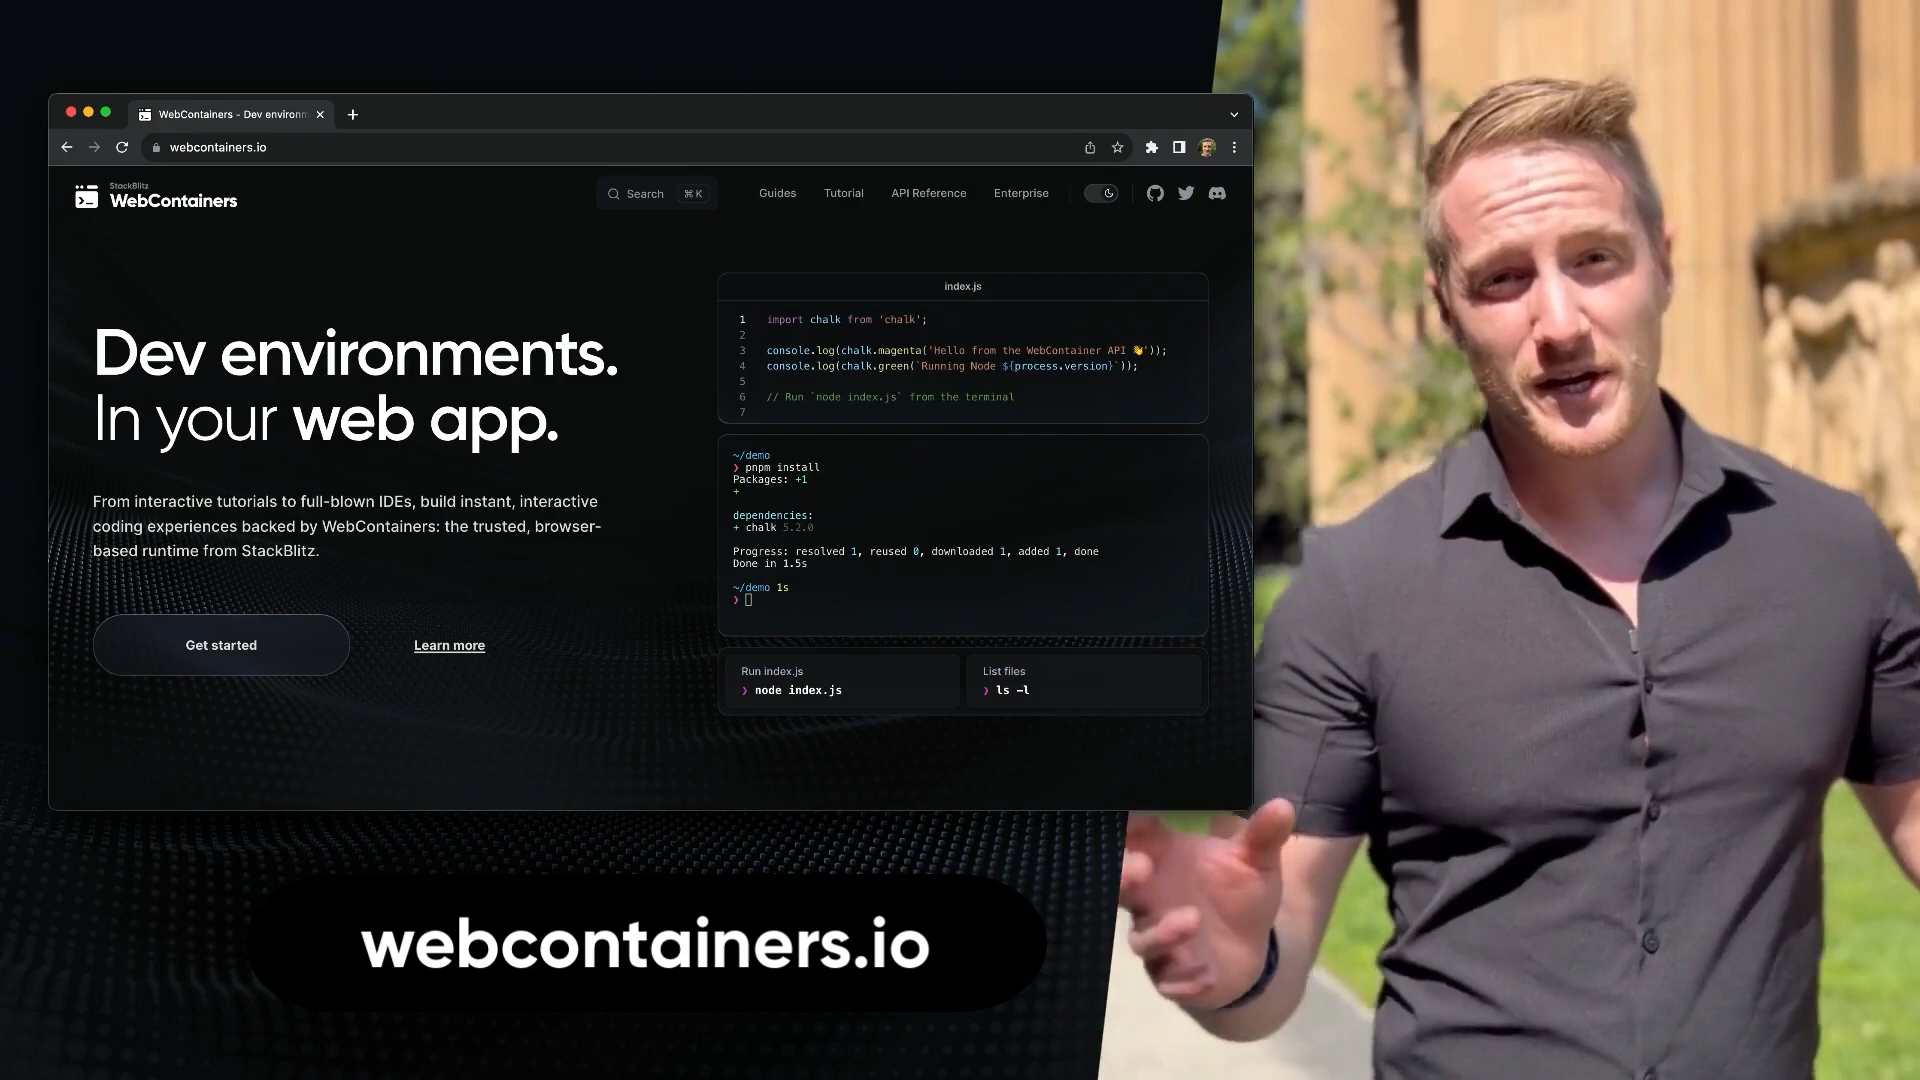 WebContainers - Dev environm
webcontainers.io
StackBlitz
WebContainers
Search ⌘ K
Guides
Tutorial
API Reference
Enterprise
Dev environments.
In your web app.
From interactive tutorials to full-blown IDEs, build instant, interactive
coding experiences backed by WebContainers: the trusted, browser-
based runtime from StackBlitz.
Get started
Learn more
index.js
1 import chalk from 'chalk';
2
3 console.log(chalk.magenta('Hello from the WebContainer API 👋'));
4 console.log(chalk.green(`Running Node ${process.version}`));
5
6 // Run `node index.js` from the terminal
7
~/demo
❯ pnpm install
Packages: +1
+
dependencies:
+ chalk 5.2.0
Progress: resolved 1, reused 0, downloaded 1, added 1, done
Done in 1.5s
~/demo 1s
❯
Run index.js
❯ node index.js
List files
❯ ls -l
webcontainers.io